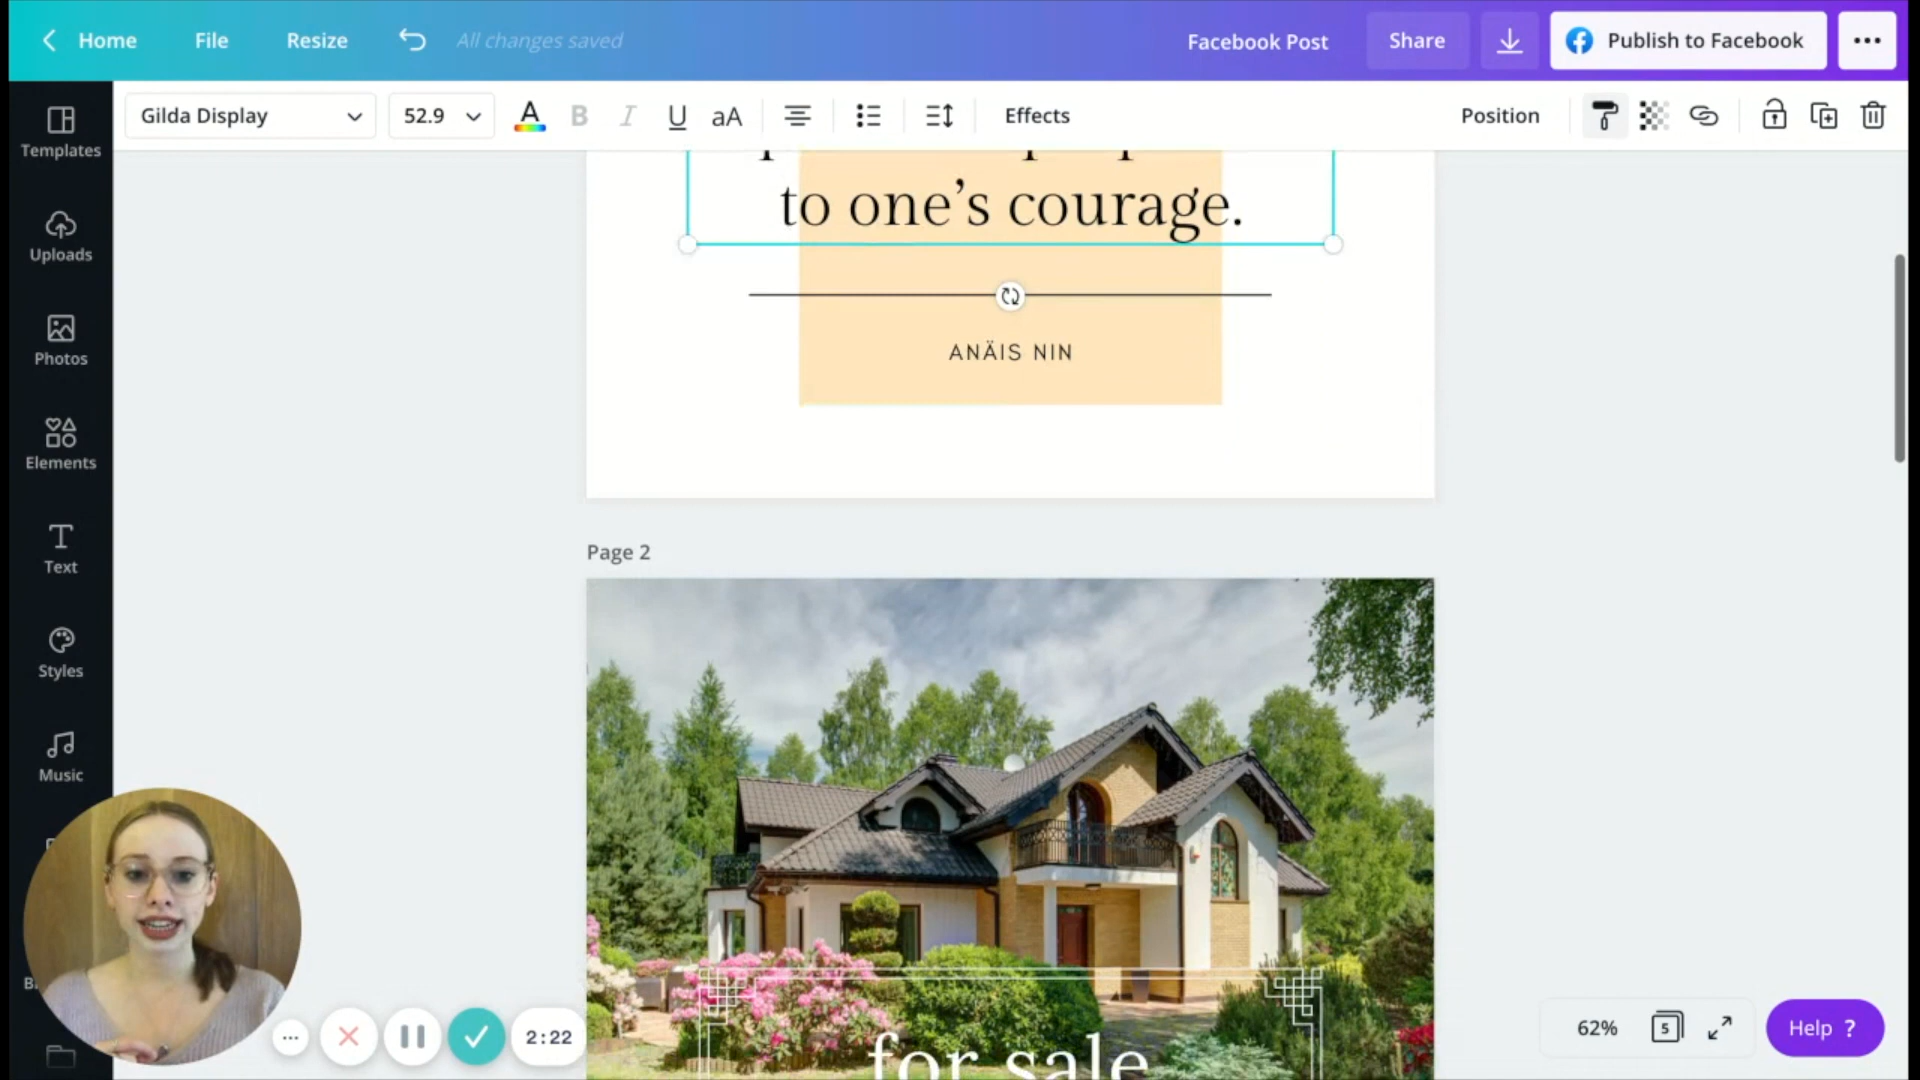 Home File Resize All changes saved Facebook Post Share Publish to Facebook
Gilda Display 52.9 A B I U aA Effects Position
Templates
Uploads
Photos
Elements
Text
Styles
Music
to one’s courage.
ANÄIS NIN
Page 2
for sale
2:22
62% 5 Help ?